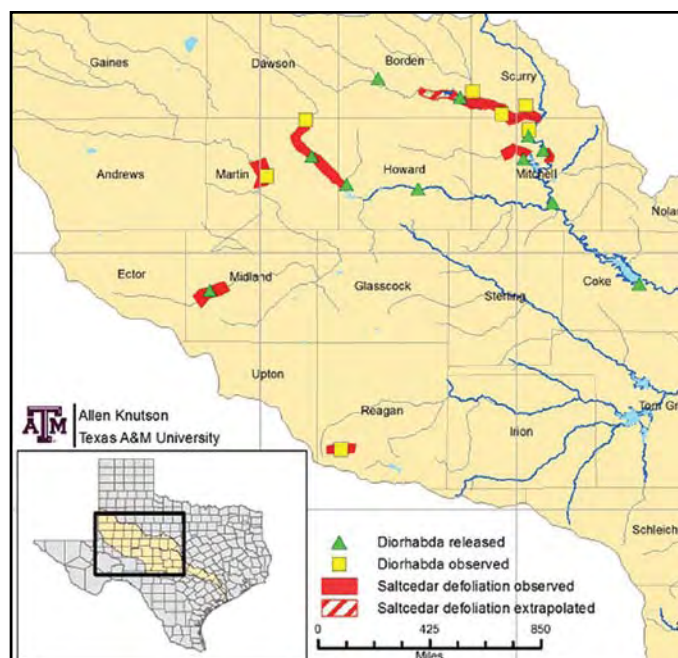 Gaines
Dawson
Borden
Scurry
Andrews
Martin
Howard
Mitchell
Nolan
Ector
Midland
Glasscock
Sterling
Coke
Upton
Reagan
Irion
Tom Gr
Schleich
ATM
Allen Knutson
Texas A&M University
Diorhabda released
Diorhabda observed
Saltcedar defoliation observed
Saltcedar defoliation extrapolated
0 425 850
Miles